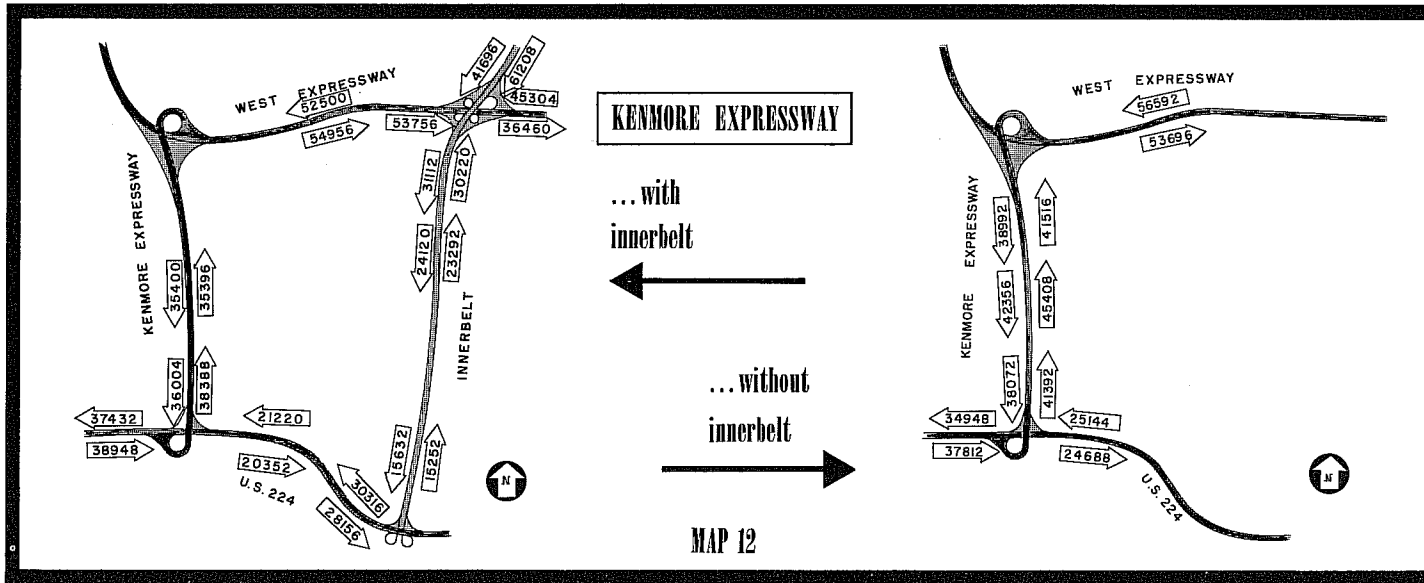 WEST EXPRESSWAY
52500
54956
53756
41696
61208
45304
36460
31112
30220
24120
23292
INNERBELT
15632
15252
KENMORE EXPRESSWAY
35400
35396
36004
38388
37432
38948
21220
20352
U.S. 224
30316
28156
N
KENMORE EXPRESSWAY
...with
innerbelt
...without
innerbelt
MAP 12
WEST EXPRESSWAY
56592
53696
KENMORE EXPRESSWAY
38992
41516
42356
45408
38072
41392
34948
37812
25144
24688
U.S. 224
N